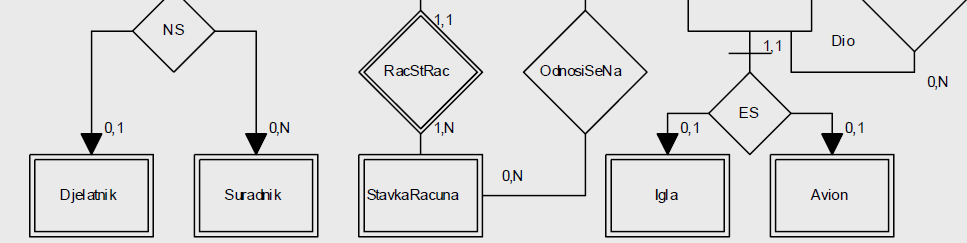 1,1
NS
Dio
1,1
RacStRac
OdnosiSeNa
0,N
ES
0,1
0,N
1,N
0,1
0,1
0,N
Djelatnik
Suradnik
StavkaRacuna
Igla
Avion